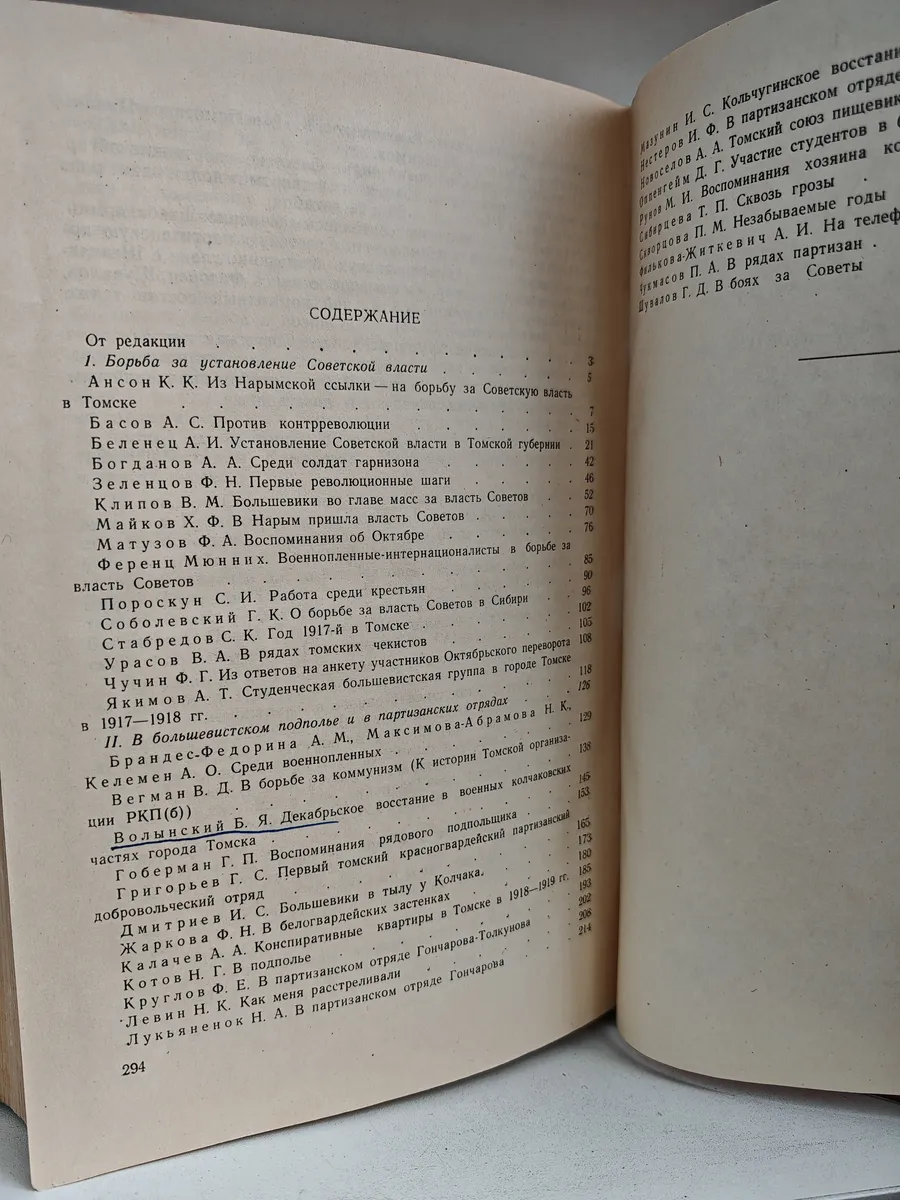 СОДЕРЖАНИЕ
От редакции . . . . . . . . . . . 3
1. Борьба за установление Советской власти . . . . . 5
Ансон К. К. Из Нарымской ссылки — на борьбу за Советскую власть
в Томске . . . . . . . . . . . 7
Басов А. С. Против контрреволюции . . . . . . 15
Беленец А. И. Установление Советской власти в Томской губернии . 21
Богданов А. А. Среди солдат гарнизона . . . . . 42
Зеленцов Ф. Н. Первые революционные шаги . . . . 46
Клипов В. М. Большевики во главе масс за власть Советов . . 52
Майков Х. Ф. В Нарым пришла власть Советов . . . . 70
Матузов Ф. А. Воспоминания об Октябре . . . . . 76
Ференц Мюнних. Военнопленные-интернационалисты в борьбе за
власть Советов . . . . . . . . . . 85
Пороскун С. И. Работа среди крестьян . . . . . 90
Соболевский Г. К. О борьбе за власть Советов в Сибири . . 96
Стабредов С. К. Год 1917-й в Томске . . . . . 102
Урасов В. А. В рядах томских чекистов . . . . . 105
Чучин Ф. Г. Из ответов на анкету участников Октябрьского переворота 108
Якимов А. Т. Студенческая большевистская группа в городе Томске
в 1917—1918 гг. . . . . . . . . . . 118
II. В большевистском подполье и в партизанских отрядах . . . 126
Брандес-Федорина А. М., Максимова-Абрамова Н. К.,
Келемен А. О. Среди военнопленных . . . . . . 129
Вегман В. Д. В борьбе за коммунизм (К истории Томской организа-
ции РКП(б)) . . . . . . . . . . 138
Волынский Б. Я. Декабрьское восстание в военных колчаковских
частях города Томска . . . . . . . . . 145
Гоберман Г. П. Воспоминания рядового подпольщика . . . 153
Григорьев Г. С. Первый томский красногвардейский партизанский
добровольческий отряд . . . . . . . . 165
Дмитриев И. С. Большевики в тылу у Колчака. . . . . 173
Жаркова Ф. Н. В белогвардейских застенках . . . . 180
Калачев А. А. Конспиративные квартиры в Томске в 1918—1919 гг. 185
Котов Н. Г. В подполье . . . . . . . . 193
Круглов Ф. Е. В партизанском отряде Гончарова-Толкунова . . 202
Левин Н. К. Как меня расстреливали . . . . . . 208
Лукьяненок Н. А. В партизанском отряде Гончарова . . . 214
294
Мазунин И. С. Кольчугинское восстани
Нестеров И. Ф. В партизанском отряде
Новоселов А. А. Томский союз пищевик
Оппенгейм Д. Г. Участие студентов в б
Рунов М. И. Воспоминания хозяина ко
Сибирцева Т. П. Сквозь грозы .
Скворцова П. М. Незабываемые годы
Филькова-Житкевич А. И. На телеф
Чукмасов П. А. В рядах партизан .
Шувалов Г. Д. В боях за Советы